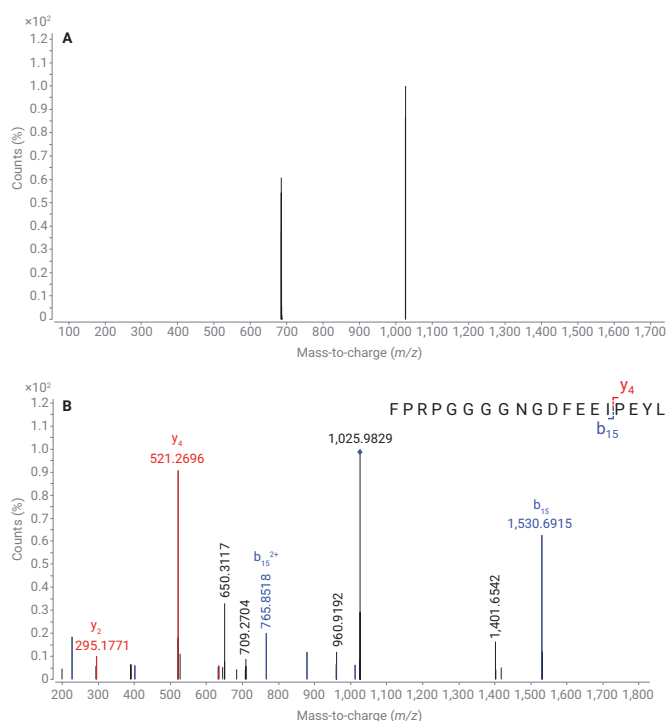 ×10²
A
1.2
1.1
1.0
0.9
0.8
0.7
0.6
0.5
0.4
0.3
0.2
0.1
0
Counts (%)
100 200 300 400 500 600 700 800 900 1,000 1,100 1,200 1,300 1,400 1,500 1,600 1,700
Mass-to-charge (m/z)
×10²
B
1.2
1.1
1.0
0.9
0.8
0.7
0.6
0.5
0.4
0.3
0.2
0.1
0
Counts (%)
y₄
F P R P G G G G N G D F E E I P E Y L
b₁₅
y₂
295.1771
y₄
521.2696
650.3117
709.2704
b₁₅²⁺
765.8518
960.9192
1,025.9829
1,401.6542
b₁₅
1,530.6915
200 300 400 500 600 700 800 900 1,000 1,100 1,200 1,300 1,400 1,500 1,600 1,700 1,800
Mass-to-charge (m/z)